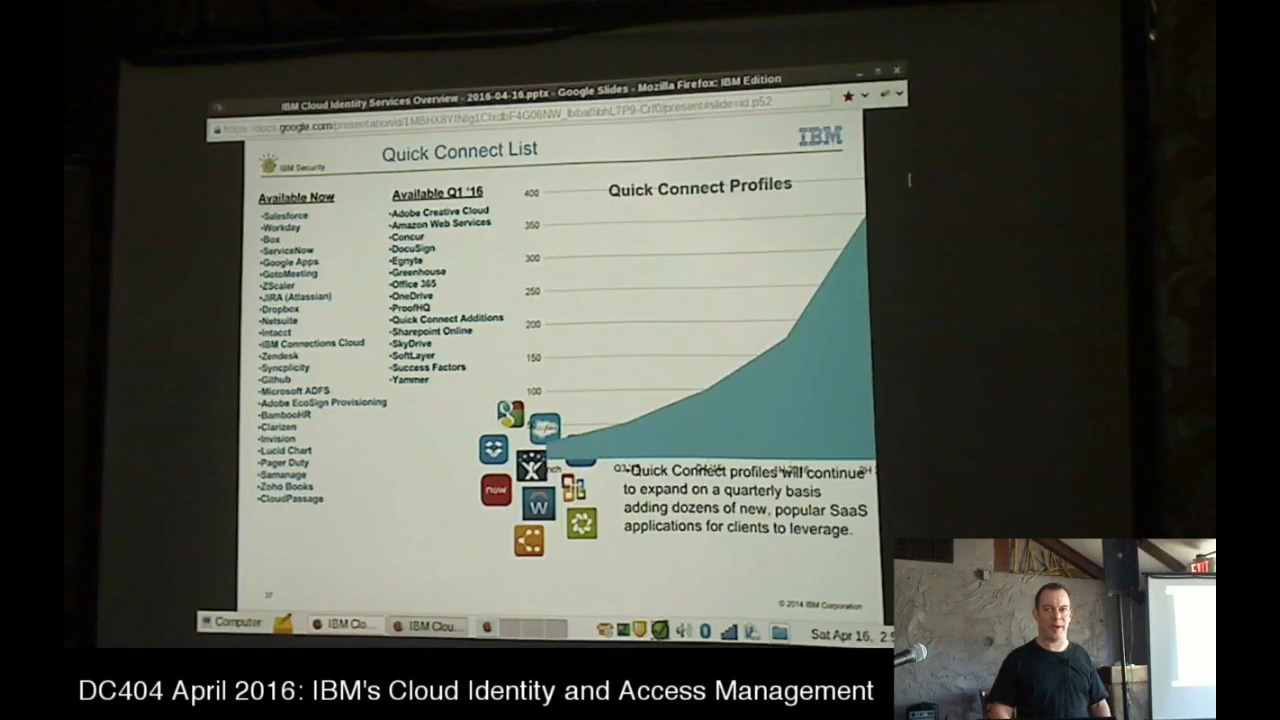 IBM Cloud Identity Services Overview - 2016-04-16.pptx - Google Slides - Mozilla Firefox: IBM Edition
IBM Security
Quick Connect List
IBM
Available Now
•Salesforce
•Workday
•Box
•ServiceNow
•Google Apps
•GotoMeeting
•ZScaler
•JIRA (Atlassian)
•Dropbox
•Netsuite
•Intacct
•IBM Connections Cloud
•Zendesk
•Syncplicity
•Github
•Microsoft ADFS
•Adobe EcoSign Provisioning
•BambooHR
•Clarizen
•Invision
•Lucid Chart
•Pager Duty
•Samanage
•Zoho Books
•CloudPassage
Available Q1 '16
•Adobe Creative Cloud
•Amazon Web Services
•Concur
•DocuSign
•Egnyte
•Greenhouse
•Office 365
•OneDrive
•ProofHQ
•Quick Connect Additions
•Sharepoint Online
•SkyDrive
•SoftLayer
•Success Factors
•Yammer
Quick Connect Profiles
400
350
300
250
200
150
100
now
W
•Quick Connect profiles will continue
to expand on a quarterly basis
adding dozens of new, popular SaaS
applications for clients to leverage.
© 2014 IBM Corporation
Computer
IBM Clo...
IBM Clou...
Sat Apr 16,
EXIT
DC404 April 2016: IBM's Cloud Identity and Access Management